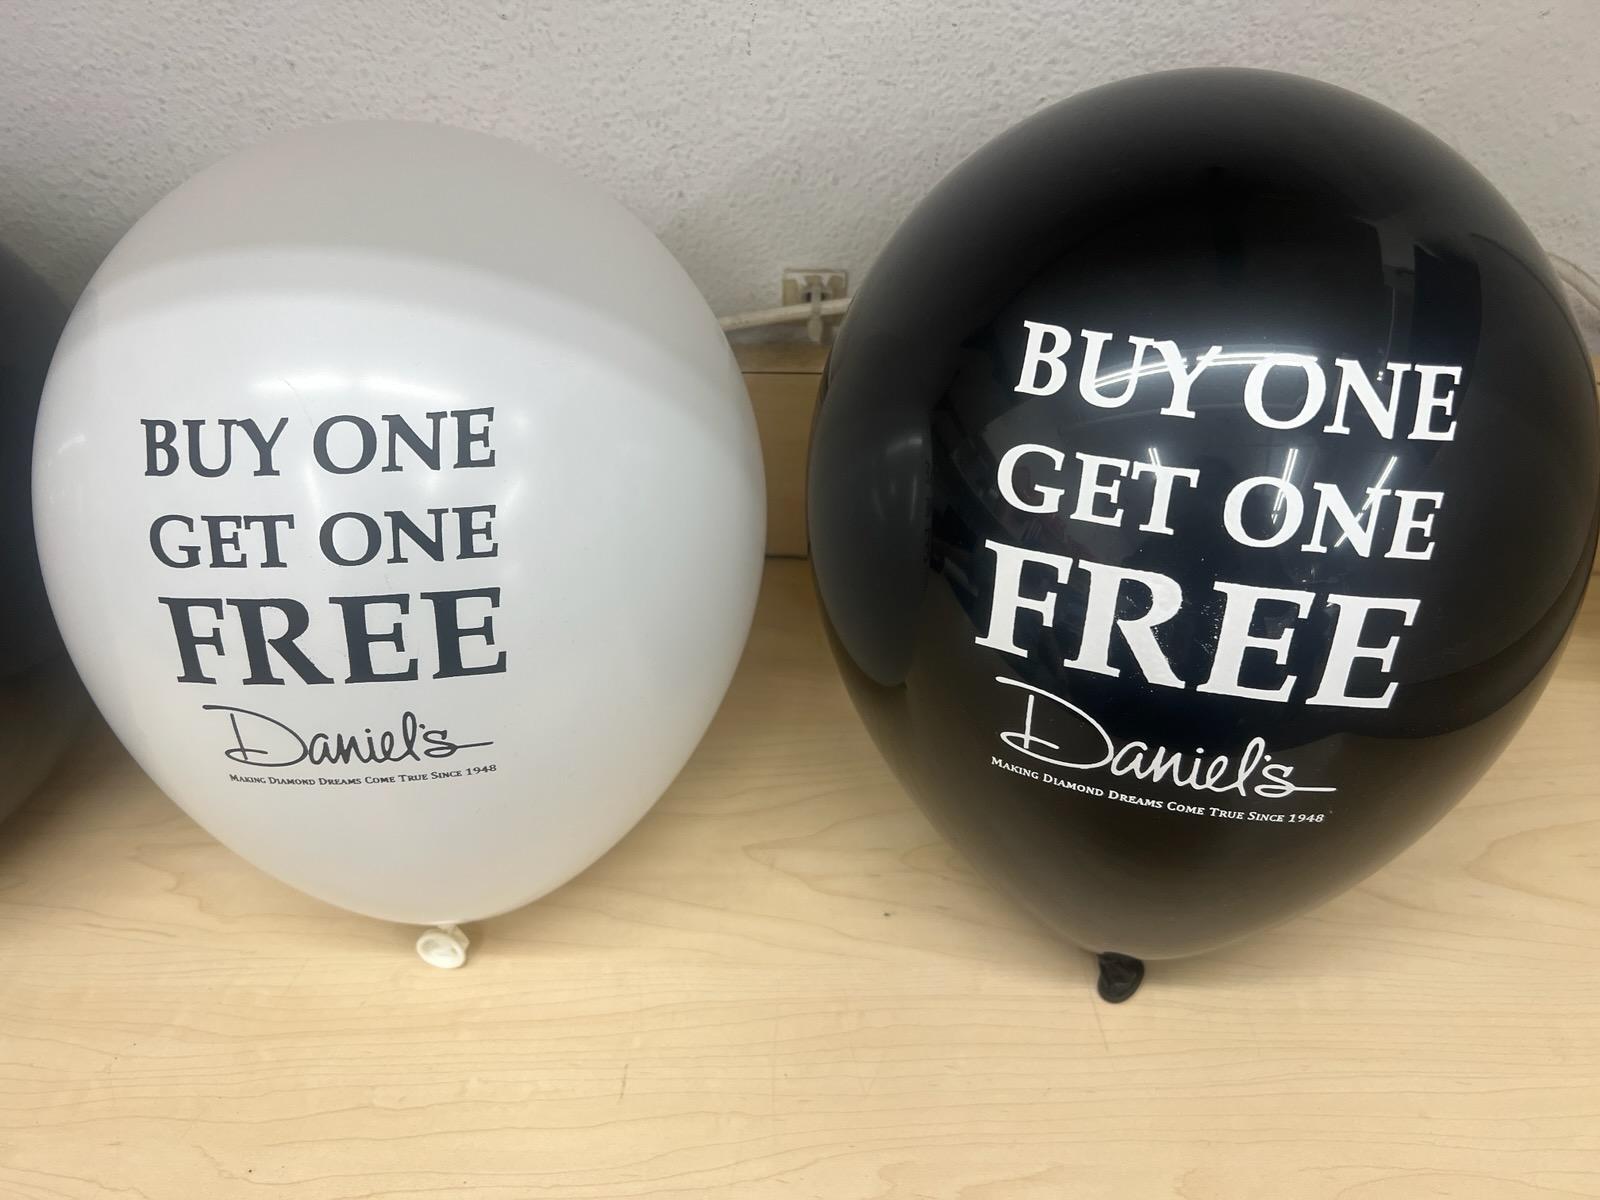 BUY ONE
GET ONE
FREE
Daniel's
MAKING DIAMOND DREAMS COME TRUE SINCE 1948
BUY ONE
GET ONE
FREE
Daniel's
MAKING DIAMOND DREAMS COME TRUE SINCE 1948